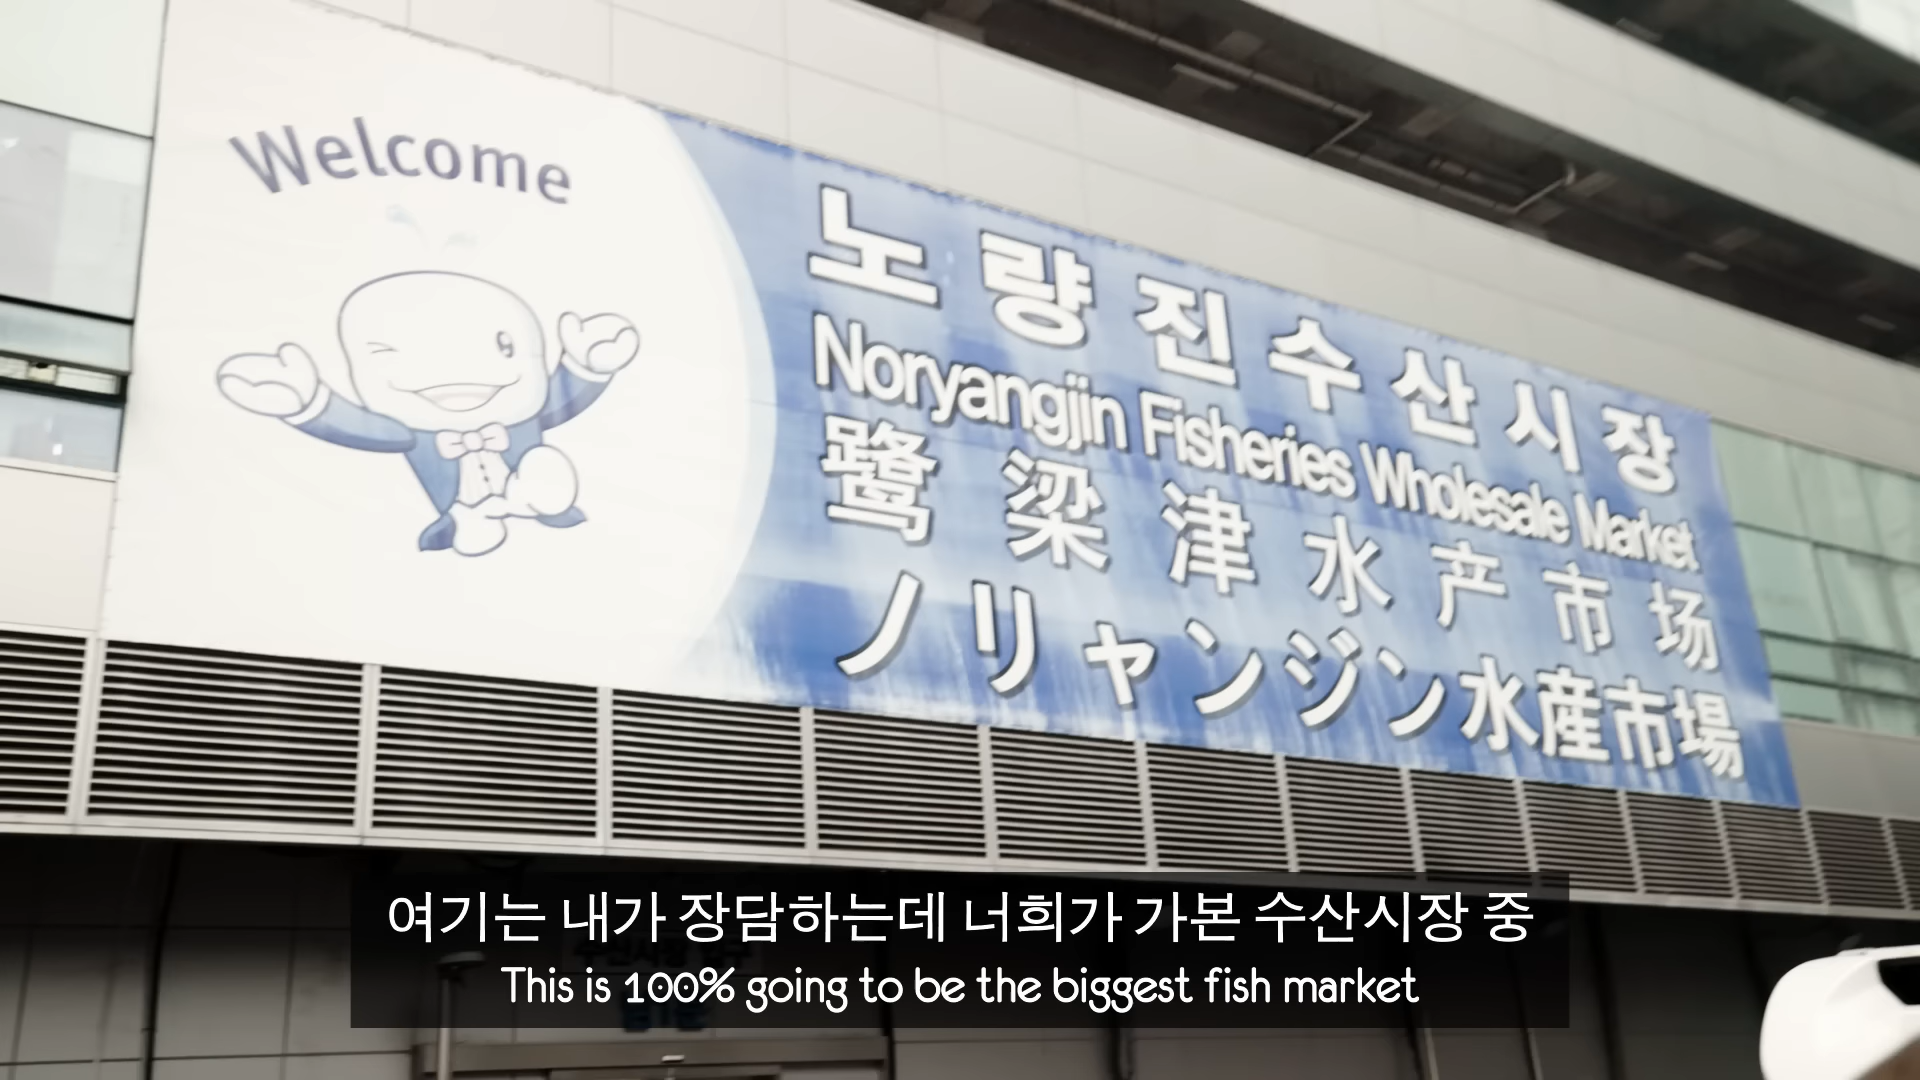 Welcome
노량진수산시장
Noryangjin Fisheries Wholesale Market
鹭梁津水产市场
ノリャンジン水産市場
여기는 내가 장담하는데 너희가 가본 수산시장 중
This is 100% going to be the biggest fish market